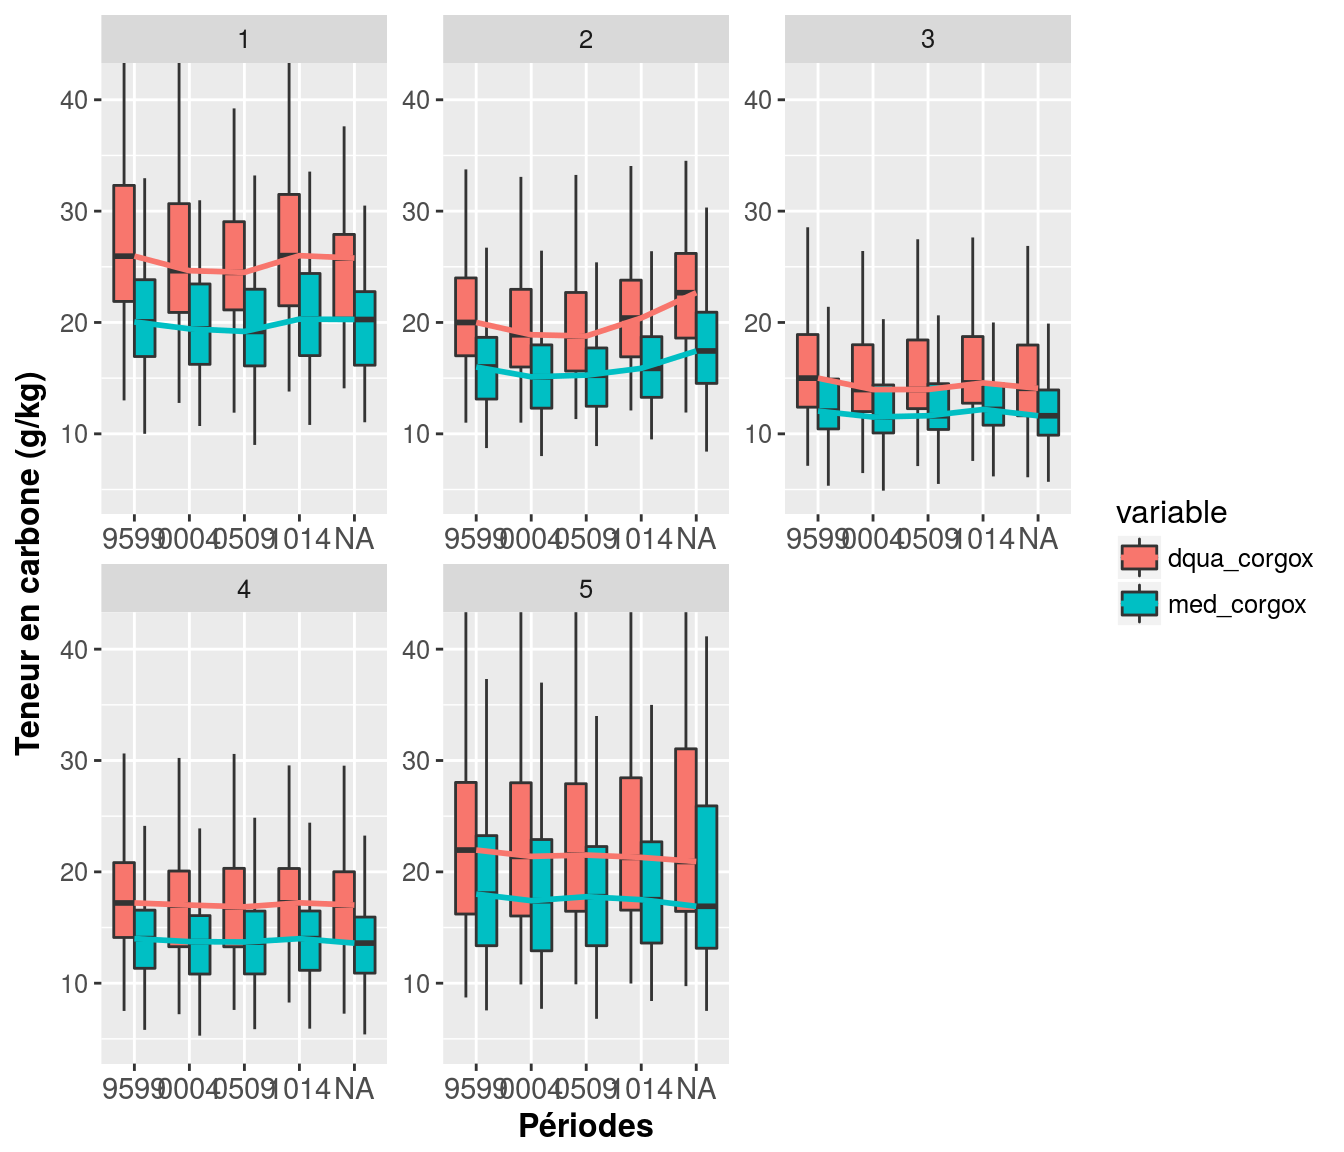 1 2 3
40 40 40
30 30 30
20 20 20
10 10 10
9599 0004 0509 1014 NA 9599 0004 0509 1014 NA 9599 0004 0509 1014 NA
Teneur en carbone (g/kg)
variable
dqua_corgox
med_corgox
4 5
40 40
30 30
20 20
10 10
9599 0004 0509 1014 NA 9599 0004 0509 1014 NA
Périodes